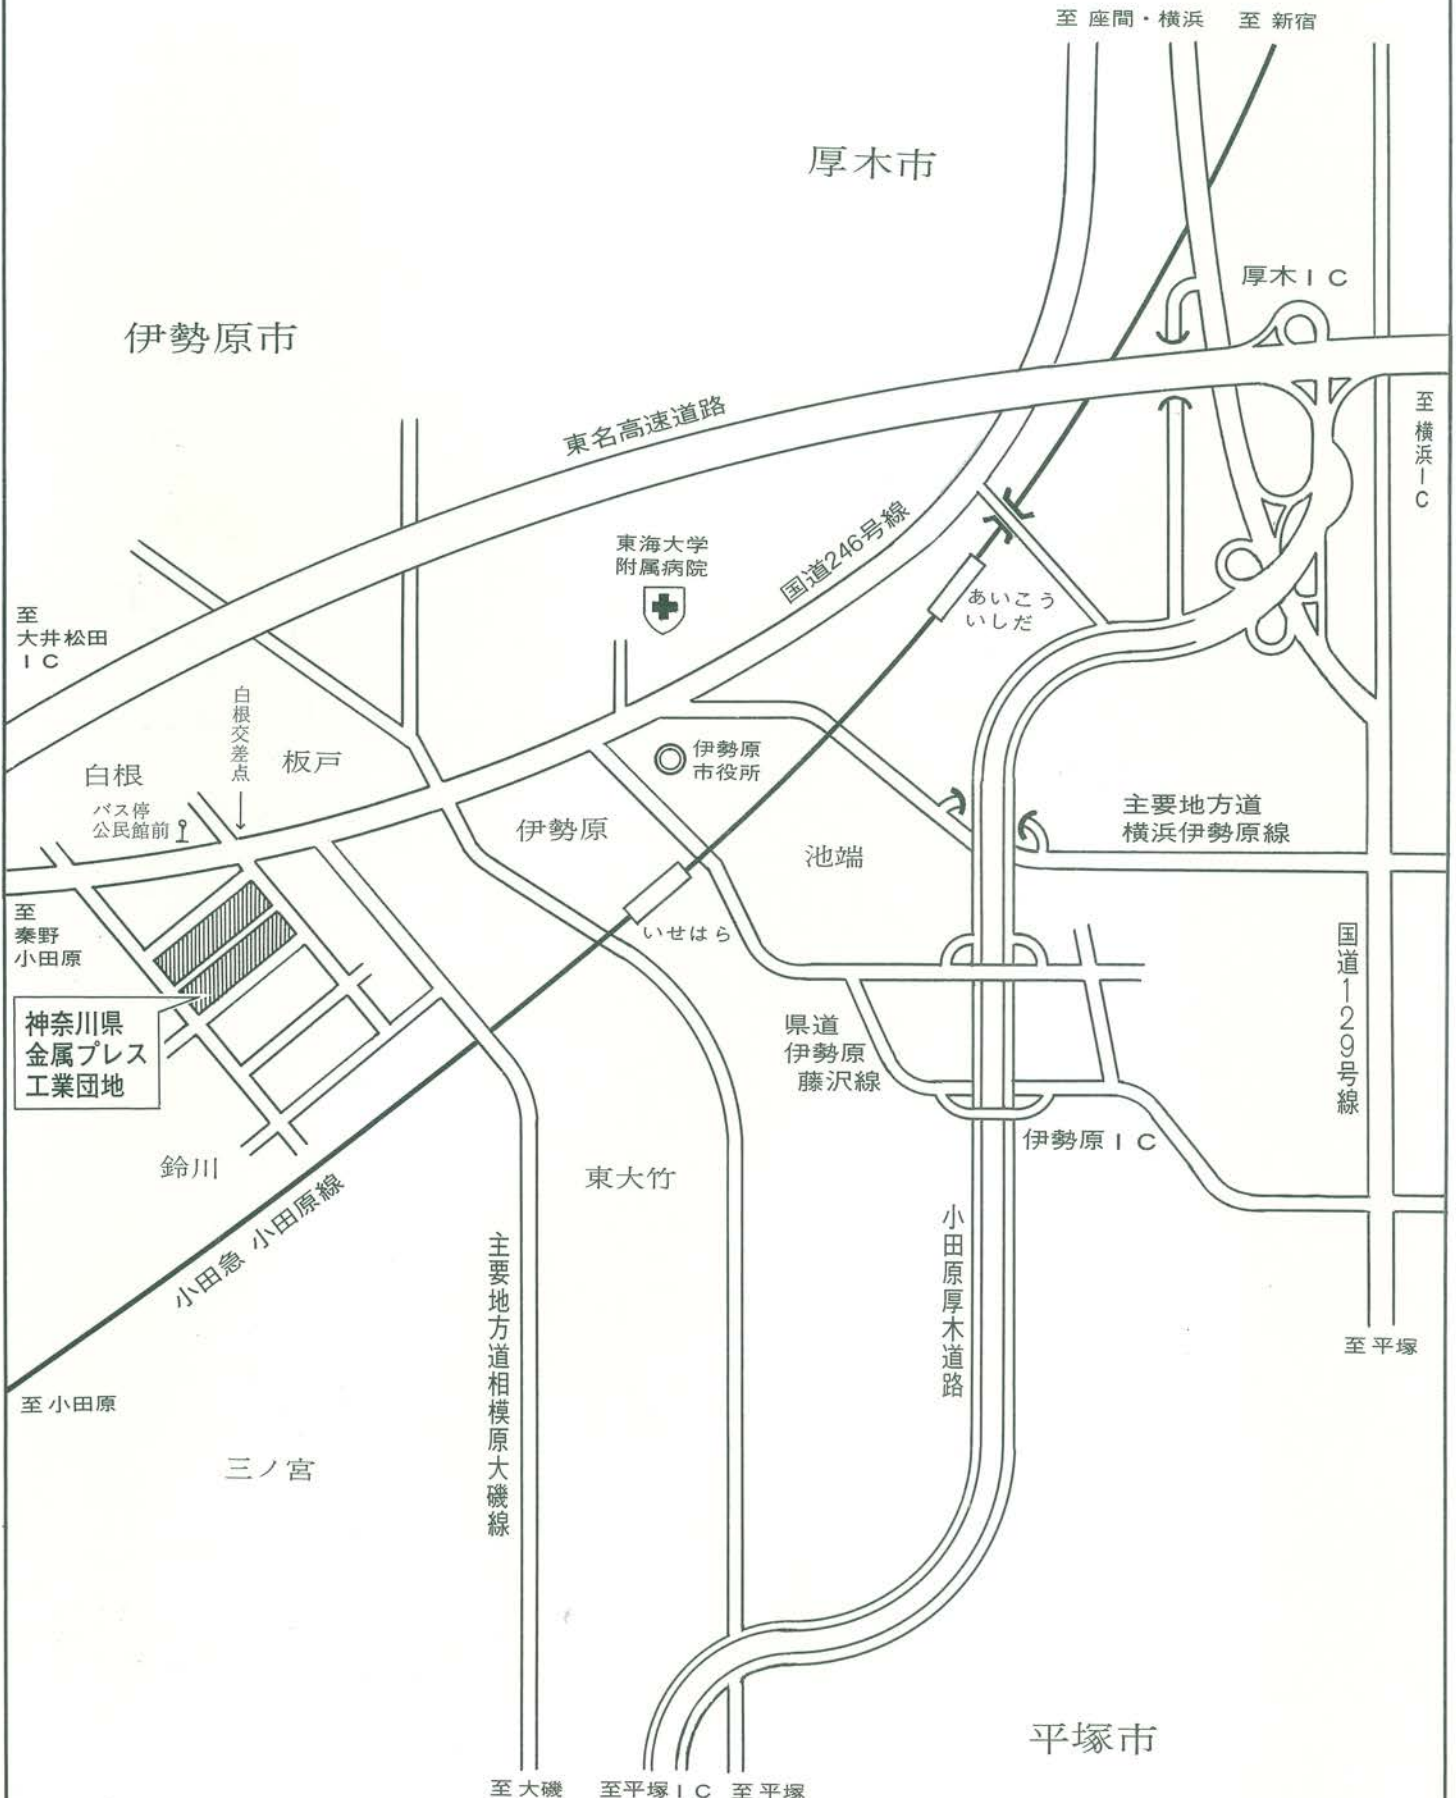 至 座間・横浜
至 新宿
厚木市
厚木IC
伊勢原市
東名高速道路
至横浜IC
国道246号線
東海大学
附属病院
あいこう
いしだ
至
大井松田
IC
白根交差点
板戸
白根
バス停
公民館前
伊勢原
市役所
主要地方道
横浜伊勢原線
伊勢原
池端
いせはら
至
秦野
小田原
国道129号線
神奈川県
金属プレス
工業団地
県道
伊勢原
藤沢線
伊勢原IC
鈴川
東大竹
小田急 小田原線
小田原厚木道路
主要地方道相模原大磯線
至平塚
至小田原
三ノ宮
平塚市
至大磯
至平塚IC
至平塚